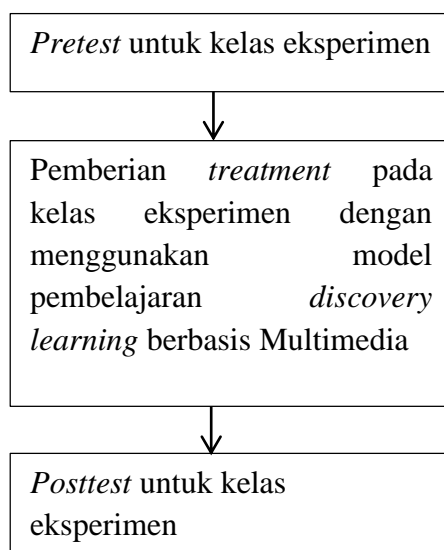 Pretest untuk kelas eksperimen
Pemberian treatment pada
kelas eksperimen dengan
menggunakan model
pembelajaran discovery
learning berbasis Multimedia
Posttest untuk kelas
eksperimen